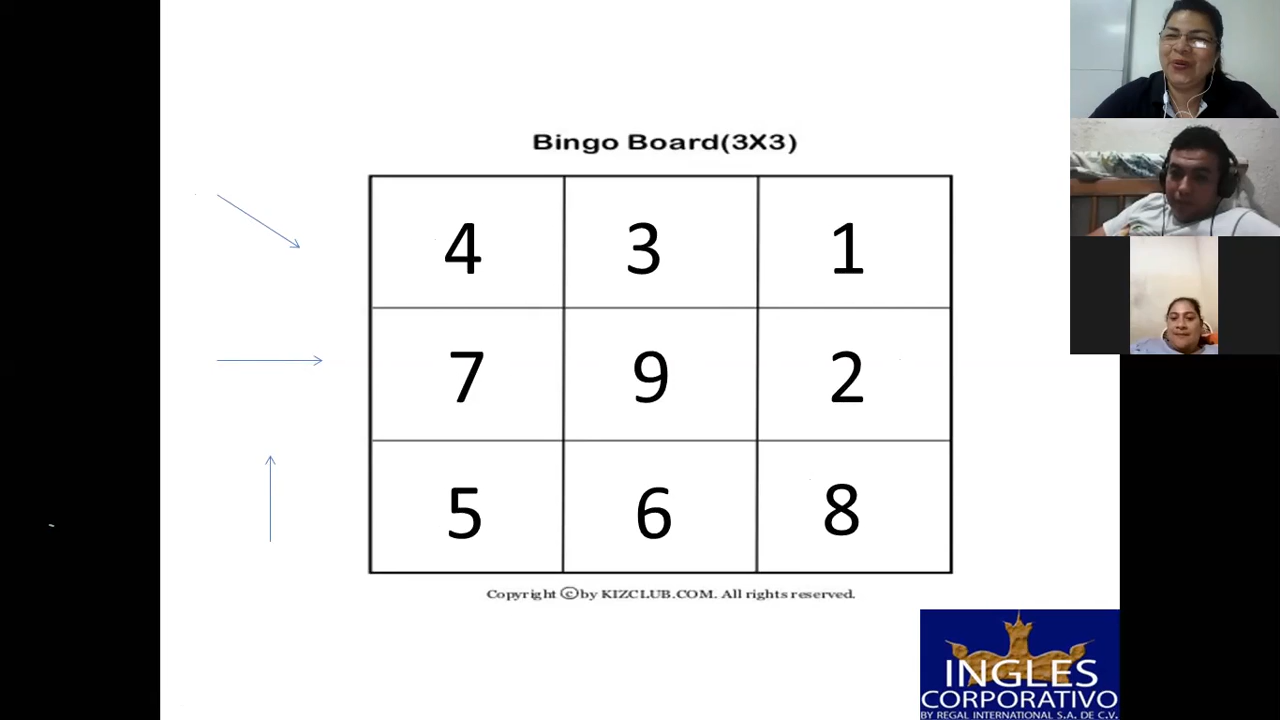 Bingo Board(3X3)
4 3 1
7 9 2
5 6 8
Copyright ©by KIZCLUB.COM. All rights reserved.
INGLES
CORPORATIVO
BY REGAL INTERNATIONAL S.A. DE C.V.